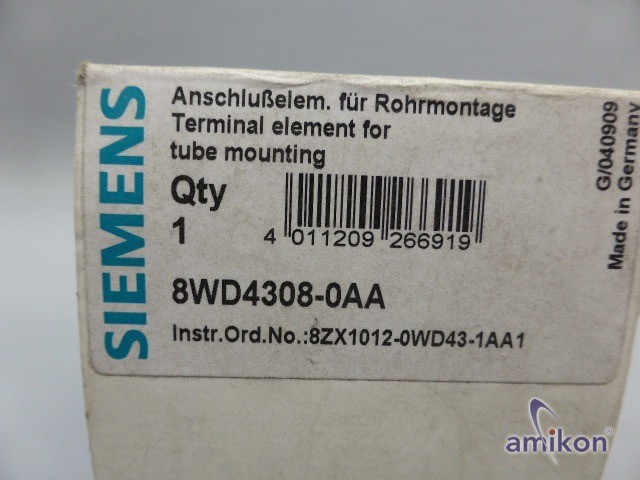 SIEMENS
Anschlußelem. für Rohrmontage
Terminal element for
tube mounting
Qty
1
4 011209 266919
8WD4308-0AA
Instr.Ord.No.:8ZX1012-0WD43-1AA1
G/040909
Made in Germany
amikon